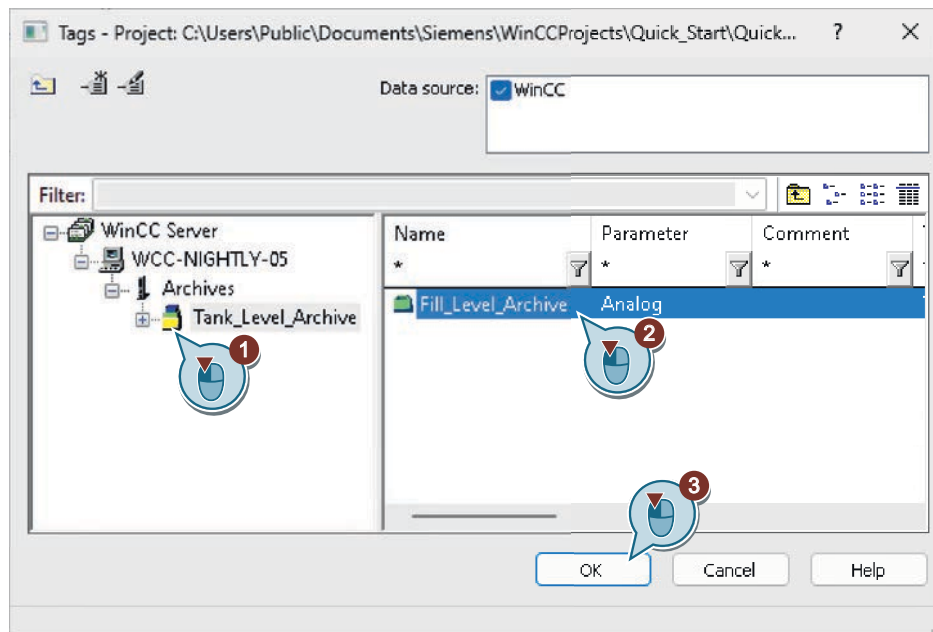 Tags - Project: C:\Users\Public\Documents\Siemens\WinCCProjects\Quick_Start\Quick... ? X
Data source: WinCC
Filter:
WinCC Server
WCC-NIGHTLY-05
Archives
Tank_Level_Archive
1
Name Parameter Comment
* * *
Fill_Level_Archive Analog
2
3
OK Cancel Help